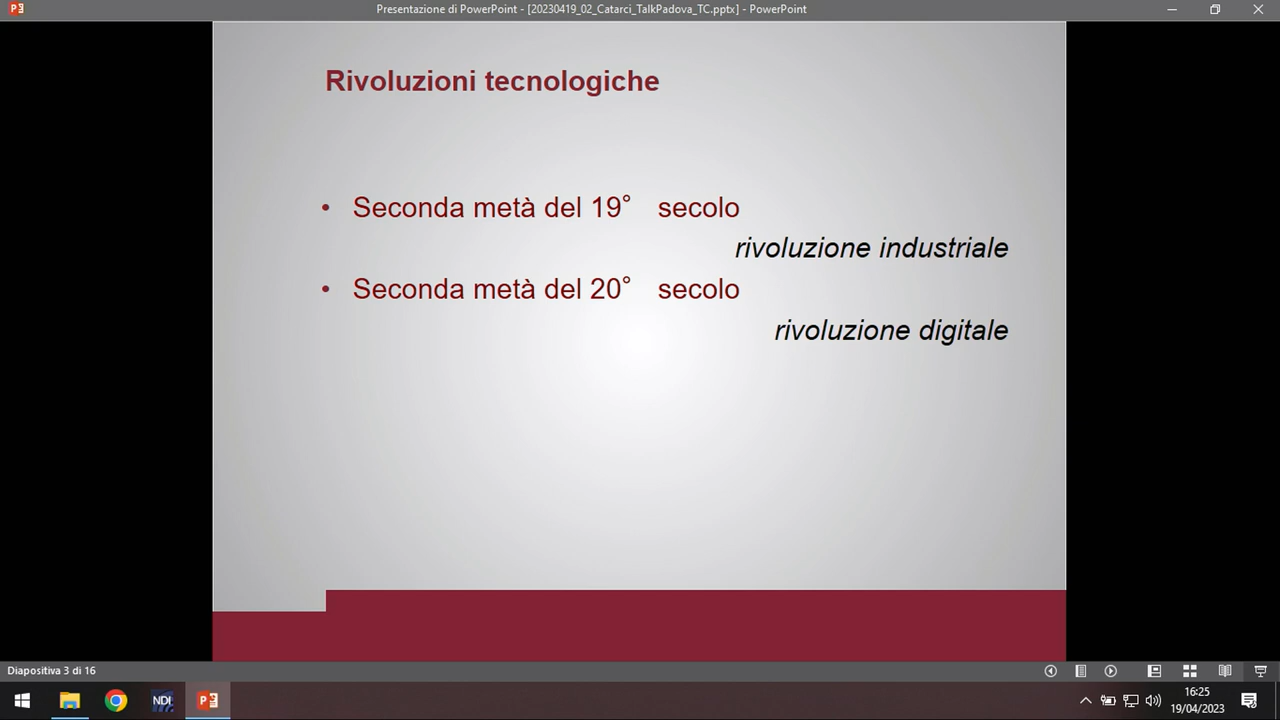 Presentazione di PowerPoint - [20230419_02_Catarci_TalkPadova_TC.pptx] - PowerPoint
Rivoluzioni tecnologiche
• Seconda metà del 19° secolo
rivoluzione industriale
• Seconda metà del 20° secolo
rivoluzione digitale
Diapositiva 3 di 16
NDI
16:25
19/04/2023